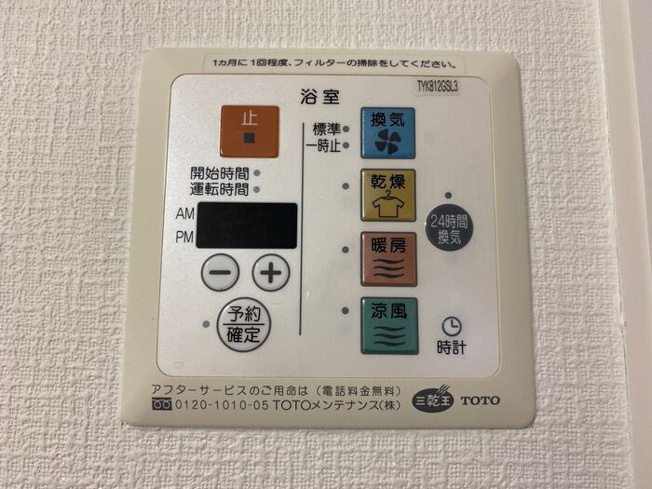 1カ月に1回程度、フィルターの掃除をしてください。
TYK812GSL3
浴室
止
標準
一時止
換気
開始時間
運転時間
乾燥
AM
PM
24時間
換気
暖房
予約
確定
涼風
時計
アフターサービスのご用命は (電話料金無料)
0120-1010-05 TOTOメンテナンス(株)
三乾王 TOTO